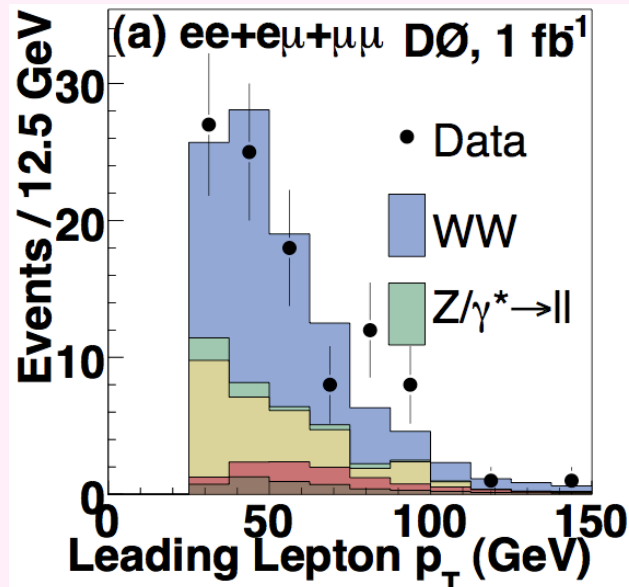 (a) ee+eμ+μμ DØ, 1 fb⁻¹
Events / 12.5 GeV
30
20
10
0
Data
WW
Z/γ*→ll
0 50 100 150
Leading Lepton p_T (GeV)